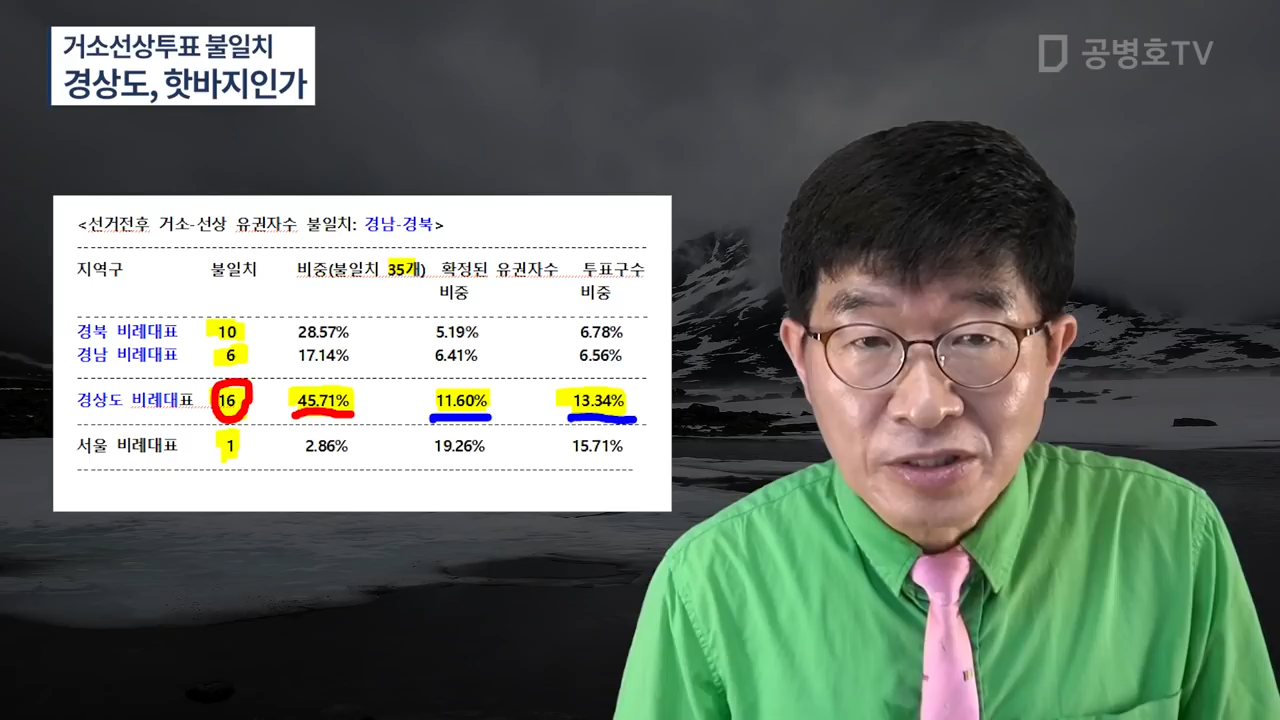 거소선상투표 불일치
경상도, 핫바지인가
공병호TV
<선거전후 거소-선상 유권자수 불일치: 경남-경북>
지역구 불일치 비중(불일치 35개) 확정된 유권자수 투표구수
비중 비중
경북 비례대표 10 28.57% 5.19% 6.78%
경남 비례대표 6 17.14% 6.41% 6.56%
경상도 비례대표 16 45.71% 11.60% 13.34%
서울 비례대표 1 2.86% 19.26% 15.71%